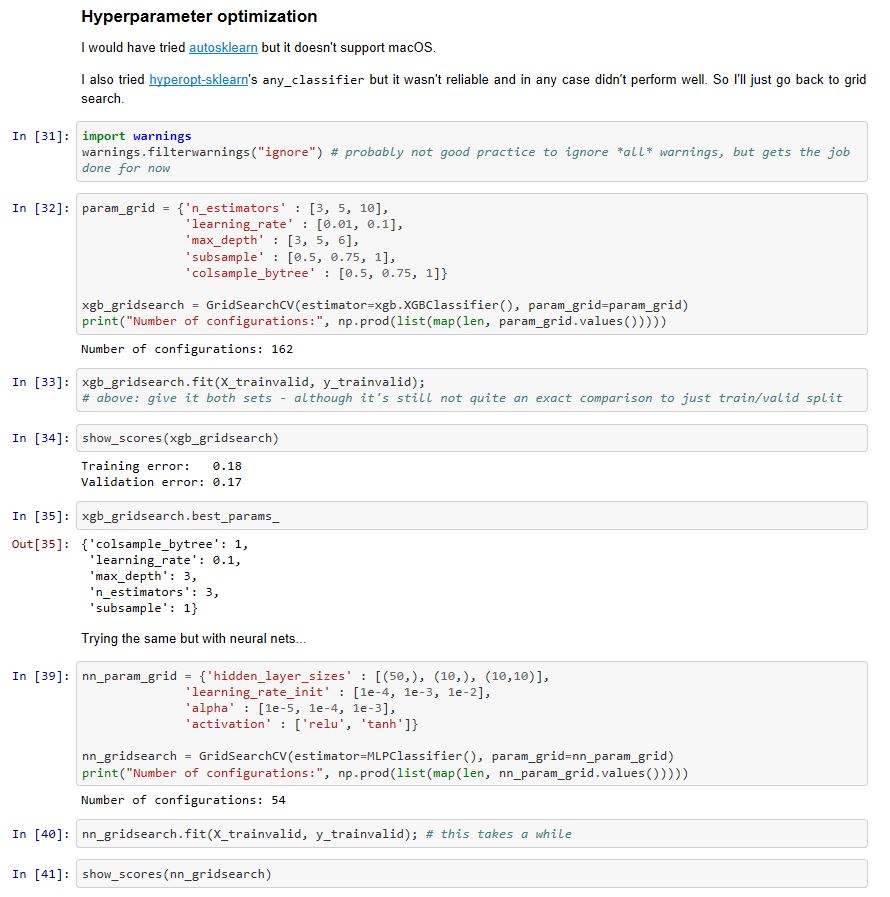 Hyperparameter optimization
I would have tried autosklearn but it doesn't support macOS.
I also tried hyperopt-sklearn's any_classifier but it wasn't reliable and in any case didn't perform well. So I'll just go back to grid
search.
In [31]: import warnings
warnings.filterwarnings("ignore") # probably not good practice to ignore *all* warnings, but gets the job
done for now
In [32]: param_grid = {'n_estimators' : [3, 5, 10],
'learning_rate' : [0.01, 0.1],
'max_depth' : [3, 5, 6],
'subsample' : [0.5, 0.75, 1],
'colsample_bytree' : [0.5, 0.75, 1]}
xgb_gridsearch = GridSearchCV(estimator=xgb.XGBClassifier(), param_grid=param_grid)
print("Number of configurations:", np.prod(list(map(len, param_grid.values()))))
Number of configurations: 162
In [33]: xgb_gridsearch.fit(X_trainvalid, y_trainvalid);
# above: give it both sets - although it's still not quite an exact comparison to just train/valid split
In [34]: show_scores(xgb_gridsearch)
Training error:   0.18
Validation error: 0.17
In [35]: xgb_gridsearch.best_params_
Out[35]: {'colsample_bytree': 1,
'learning_rate': 0.1,
'max_depth': 3,
'n_estimators': 3,
'subsample': 1}
Trying the same but with neural nets...
In [39]: nn_param_grid = {'hidden_layer_sizes' : [(50,), (10,), (10,10)],
'learning_rate_init' : [1e-4, 1e-3, 1e-2],
'alpha' : [1e-5, 1e-4, 1e-3],
'activation' : ['relu', 'tanh']}
nn_gridsearch = GridSearchCV(estimator=MLPClassifier(), param_grid=nn_param_grid)
print("Number of configurations:", np.prod(list(map(len, nn_param_grid.values()))))
Number of configurations: 54
In [40]: nn_gridsearch.fit(X_trainvalid, y_trainvalid); # this takes a while
In [41]: show_scores(nn_gridsearch)